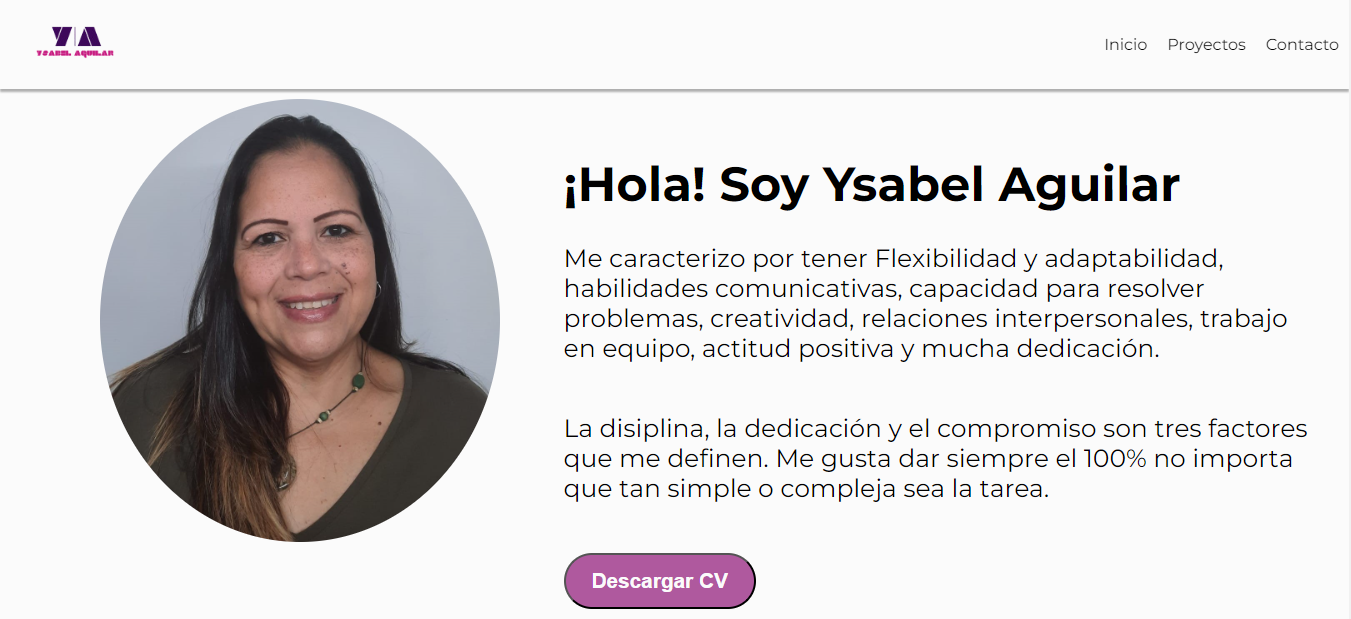 Y|A
YSABEL AGUILAR
Inicio Proyectos Contacto
¡Hola! Soy Ysabel Aguilar
Me caracterizo por tener Flexibilidad y adaptabilidad,
habilidades comunicativas, capacidad para resolver
problemas, creatividad, relaciones interpersonales, trabajo
en equipo, actitud positiva y mucha dedicación.
La disiplina, la dedicación y el compromiso son tres factores
que me definen. Me gusta dar siempre el 100% no importa
que tan simple o compleja sea la tarea.
Descargar CV